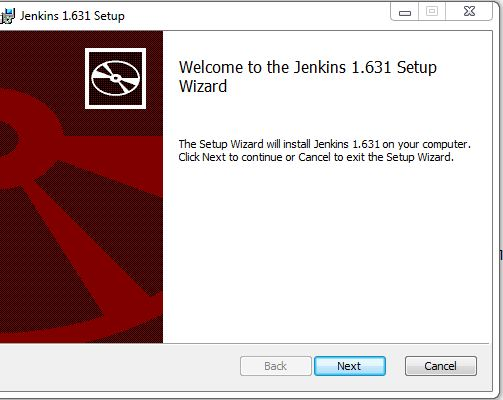 Jenkins 1.631 Setup
Welcome to the Jenkins 1.631 Setup
Wizard
The Setup Wizard will install Jenkins 1.631 on your computer.
Click Next to continue or Cancel to exit the Setup Wizard.
Back Next Cancel